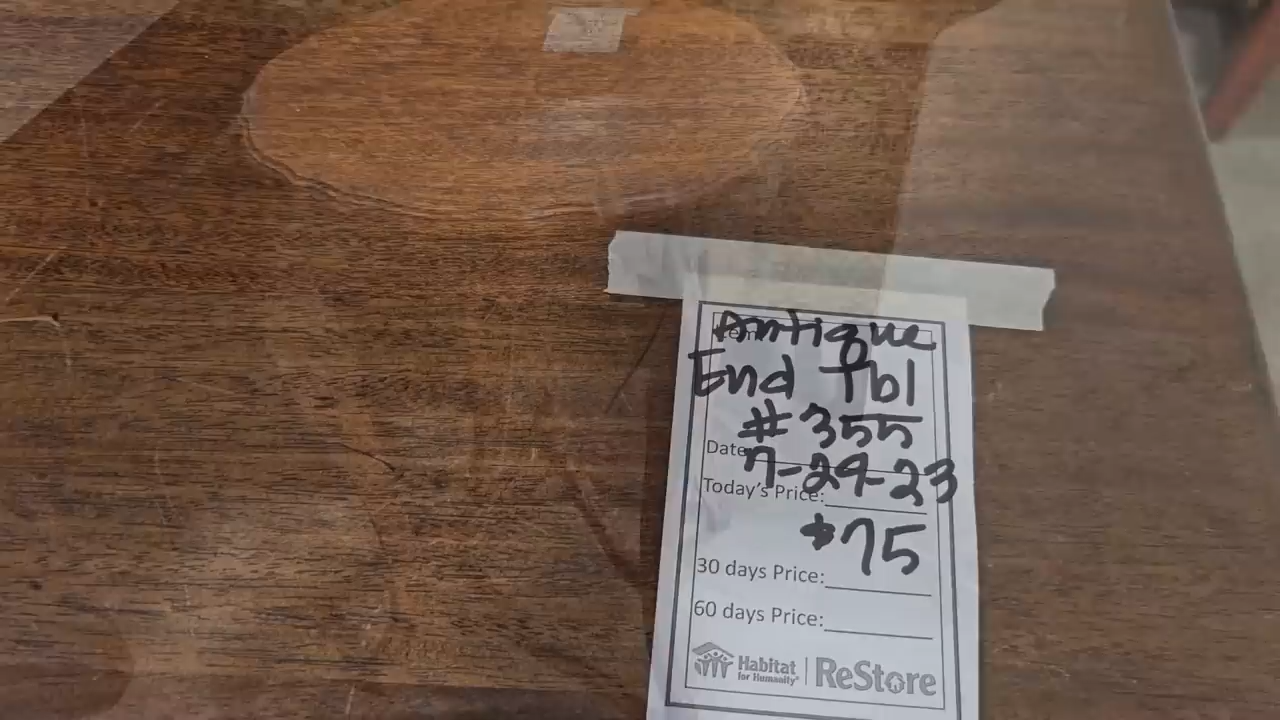 Item
Antique
End Tbl
#355
Date
7-29-23
Today's Price:
$75
30 days Price:
60 days Price:
Habitat for Humanity® | ReStore